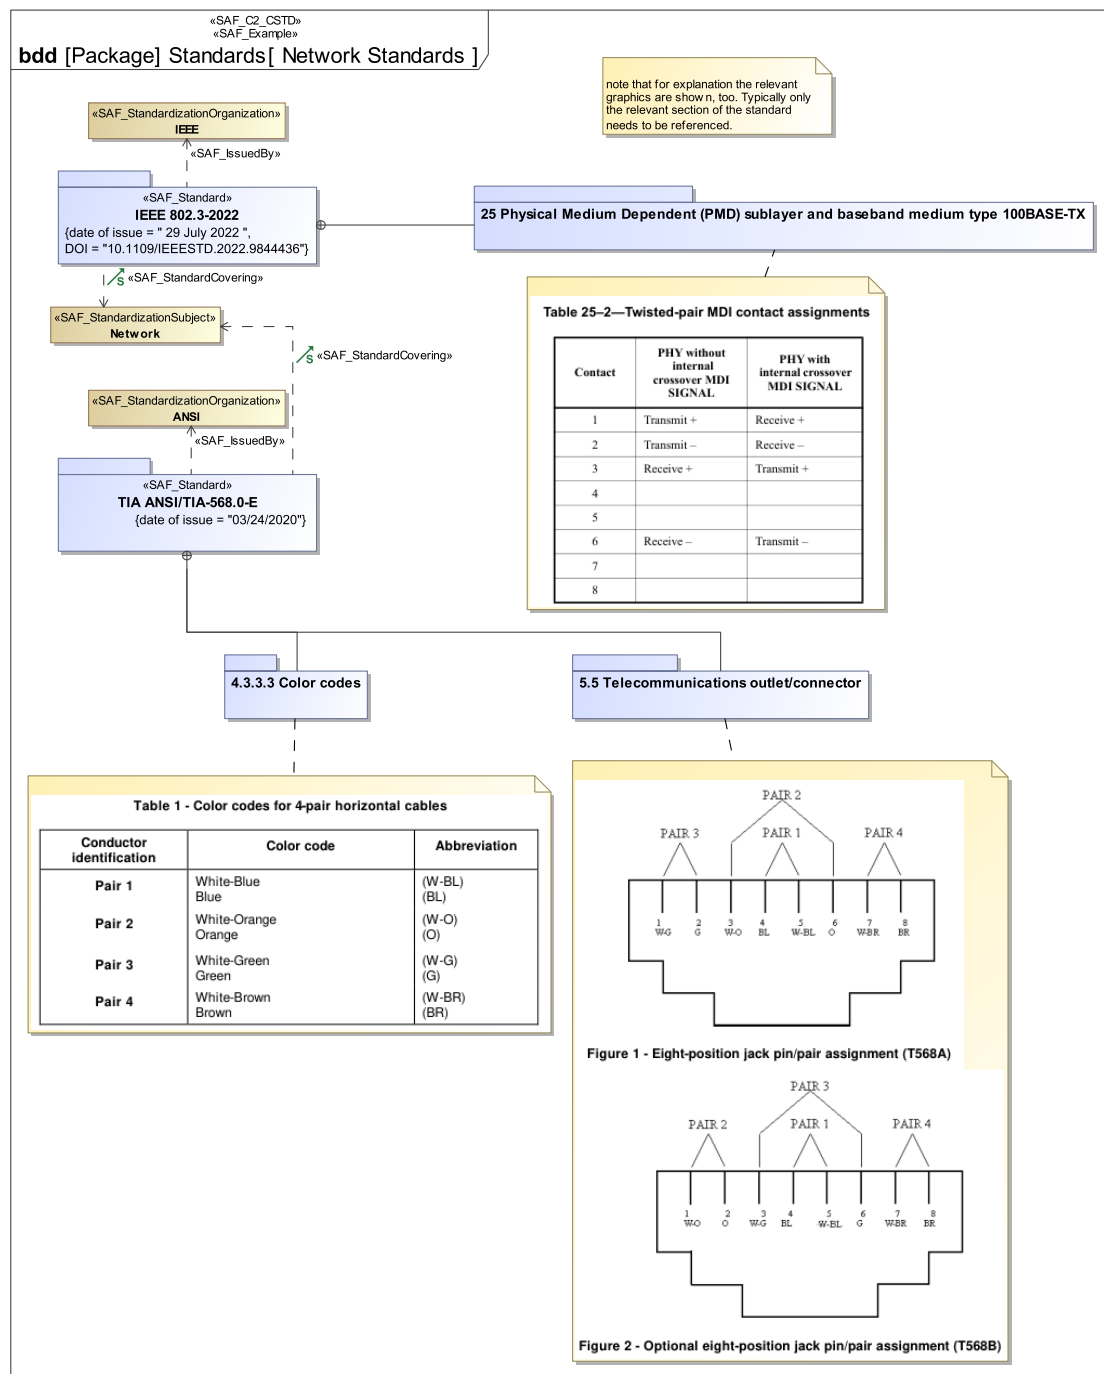 «SAF_C2_CSTD»
«SAF_Example»
bdd [Package] Standards[ Network Standards ]
note that for explanation the relevant
graphics are shown, too. Typically only
the relevant section of the standard
needs to be referenced.
«SAF_StandardizationOrganization»
IEEE
«SAF_IssuedBy»
«SAF_Standard»
IEEE 802.3-2022
{date of issue = " 29 July 2022 ",
DOI = "10.1109/IEEESTD.2022.9844436"}
25 Physical Medium Dependent (PMD) sublayer and baseband medium type 100BASE-TX
S «SAF_StandardCovering»
«SAF_StandardizationSubject»
Network
S «SAF_StandardCovering»
«SAF_StandardizationOrganization»
ANSI
«SAF_IssuedBy»
«SAF_Standard»
TIA ANSI/TIA-568.0-E
{date of issue = "03/24/2020"}
Table 25–2—Twisted-pair MDI contact assignments
Contact
PHY without
internal
crossover MDI
SIGNAL
PHY with
internal crossover
MDI SIGNAL
1 Transmit + Receive +
2 Transmit – Receive –
3 Receive + Transmit +
4
5
6 Receive – Transmit –
7
8
4.3.3.3 Color codes
5.5 Telecommunications outlet/connector
Table 1 - Color codes for 4-pair horizontal cables
Conductor
identification
Color code
Abbreviation
Pair 1
White-Blue (W-BL)
Blue (BL)
Pair 2
White-Orange (W-O)
Orange (O)
Pair 3
White-Green (W-G)
Green (G)
Pair 4
White-Brown (W-BR)
Brown (BR)
PAIR 2
PAIR 3 PAIR 1 PAIR 4
1 2 3 4 5 6 7 8
W-G G W-O BL W-BL O W-BR BR
Figure 1 - Eight-position jack pin/pair assignment (T568A)
PAIR 3
PAIR 2 PAIR 1 PAIR 4
1 2 3 4 5 6 7 8
W-O O W-G BL W-BL G W-BR BR
Figure 2 - Optional eight-position jack pin/pair assignment (T568B)